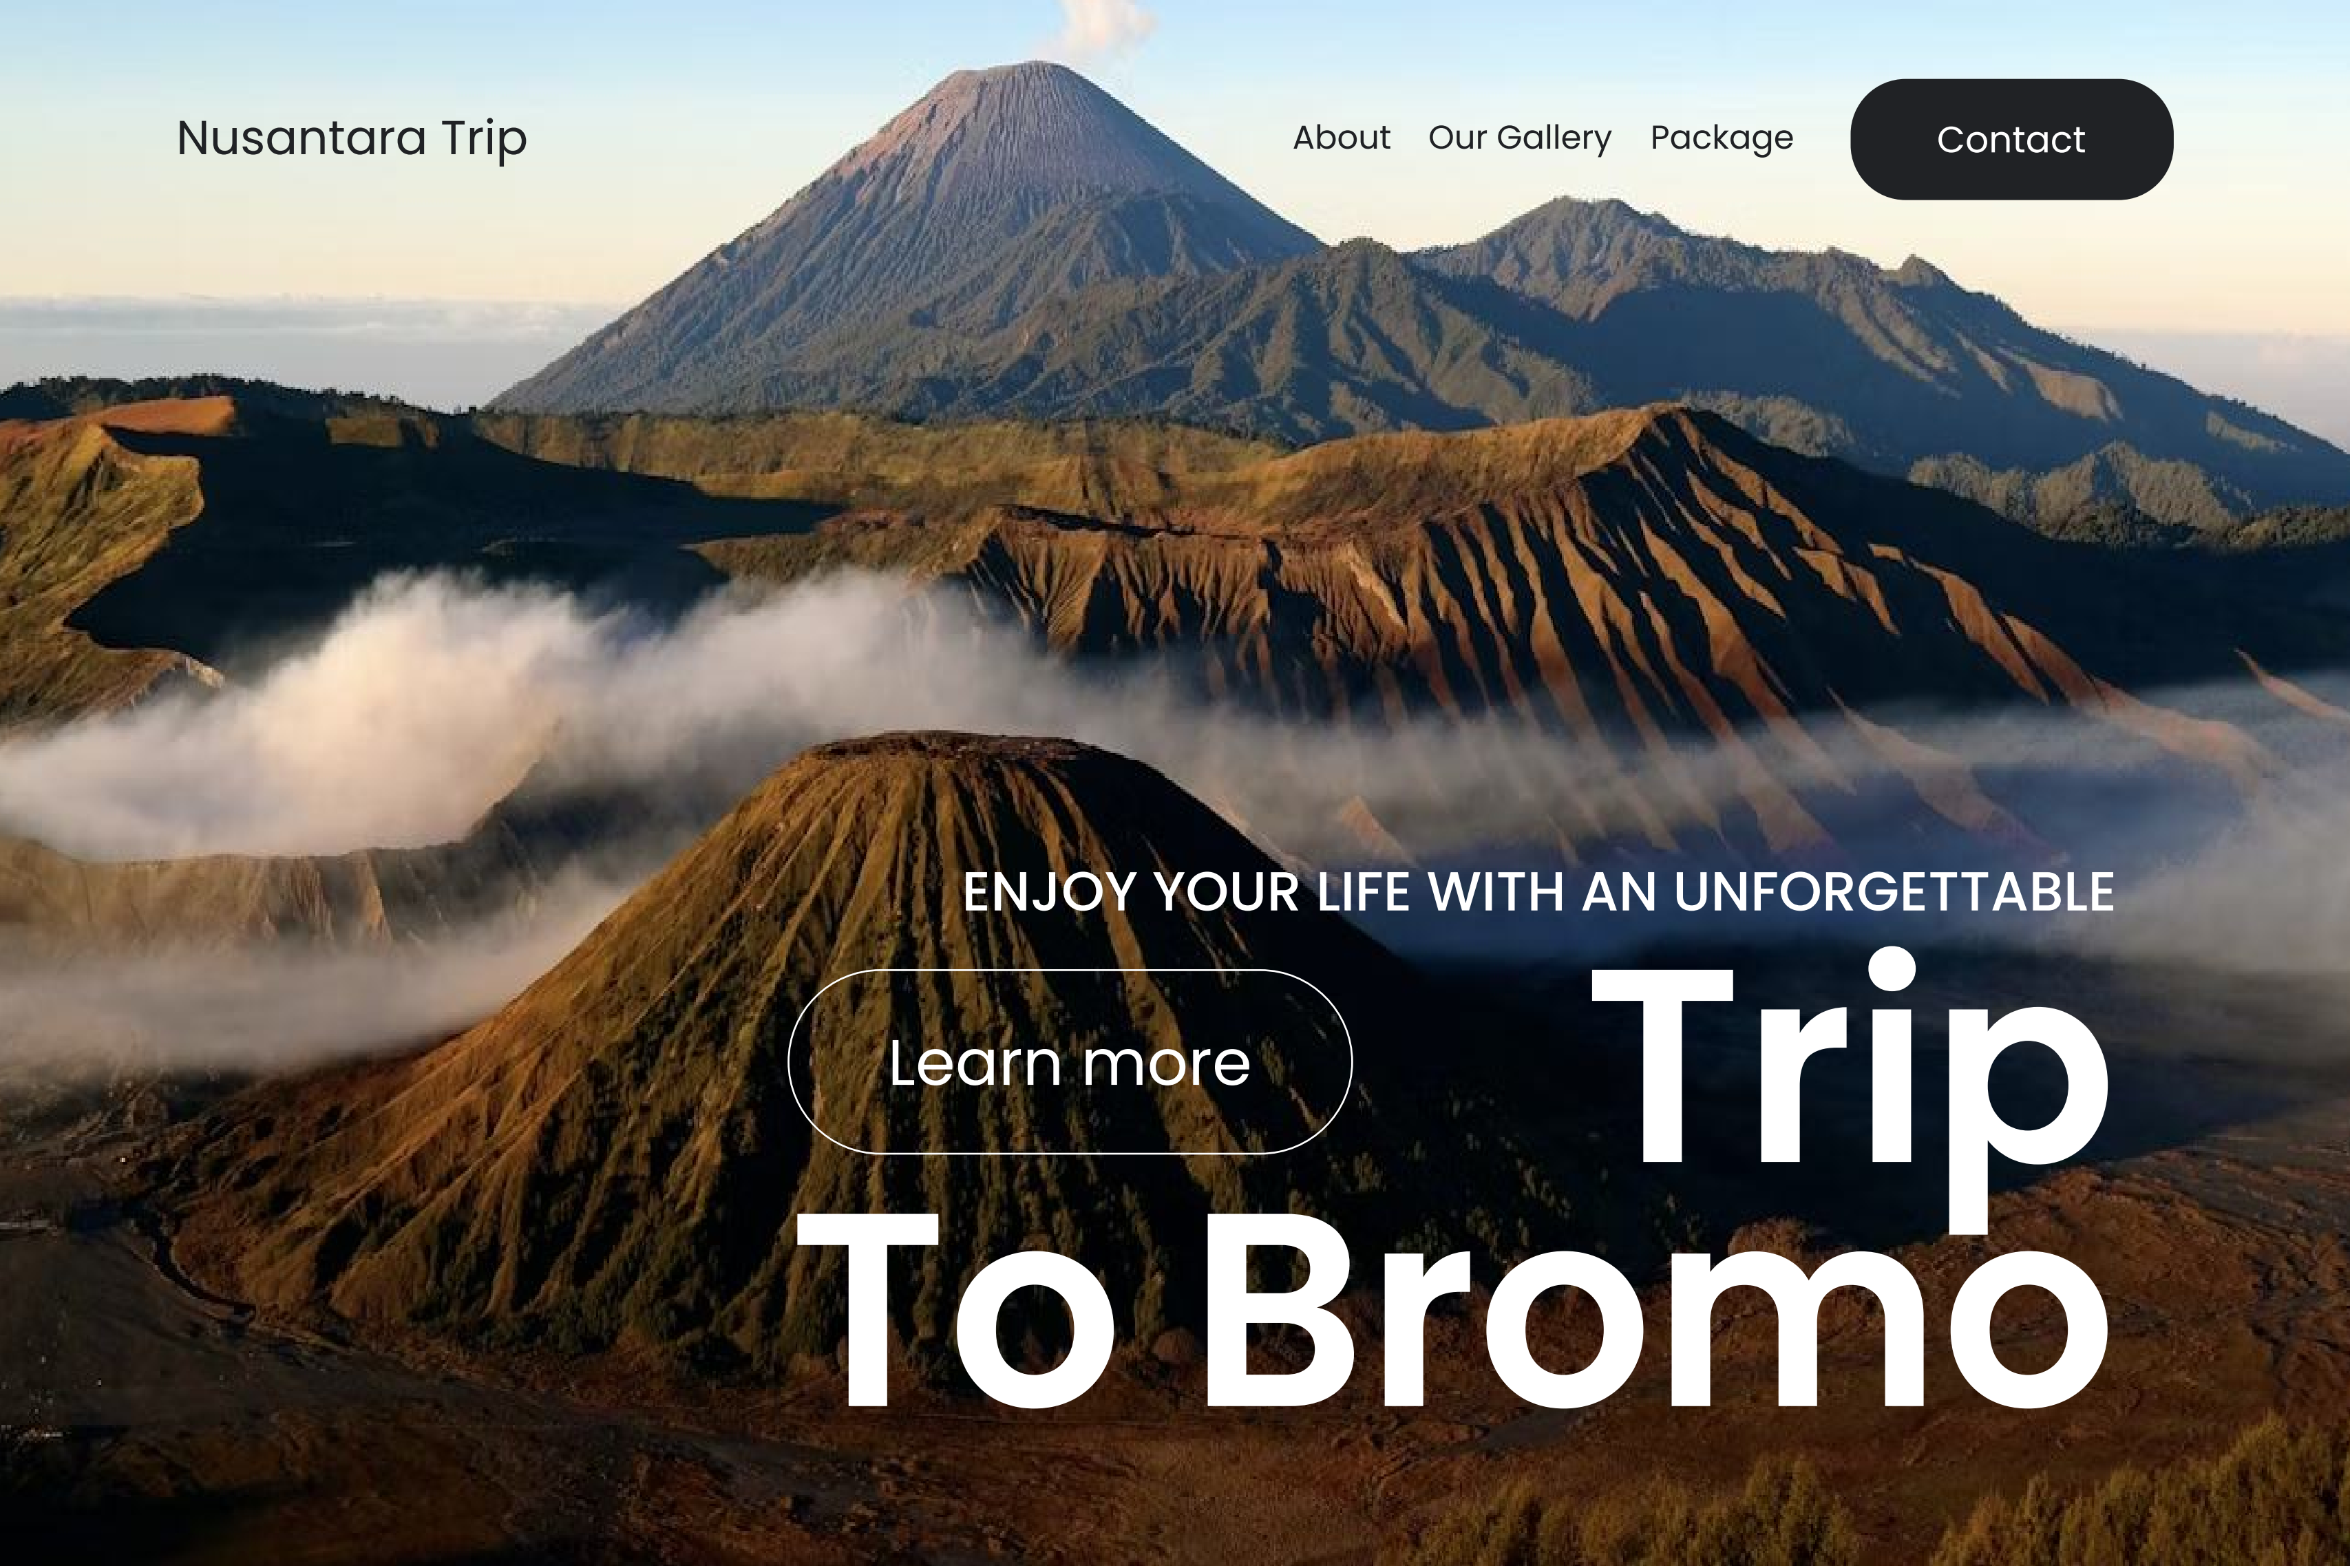 Nusantara Trip
About Our Gallery Package Contact
ENJOY YOUR LIFE WITH AN UNFORGETTABLE
Trip
Learn more
To Bromo